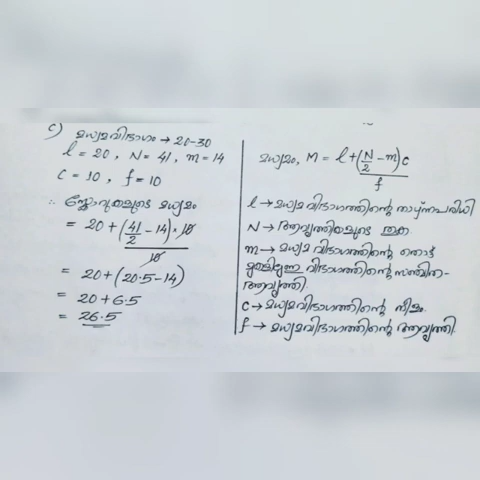 c) മധ്യമവിഭാഗം → 20-30
l = 20 , N = 41 , m = 14
C = 10 , f = 10
∴ മധ്യമം
= 20 + (41/2 - 14) × 10
10
= 20 + (20.5 - 14)
= 20 + 6.5
= 26.5
മധ്യമം, M = l + (N/2 - m) c
f
l → മധ്യമ വിഭാഗത്തിന്റെ താഴ്ന്നപരിധി
N → ആവൃത്തികളുടെ തുക
m → മധ്യമ വിഭാഗത്തിന്റെ തൊട്ട്
മുകളിലുള്ള വിഭാഗത്തിന്റെ സഞ്ചിത-
ആവൃത്തി.
C → മധ്യമവിഭാഗത്തിന്റെ നീളം
f → മധ്യമവിഭാഗത്തിന്റെ ആവൃത്തി.